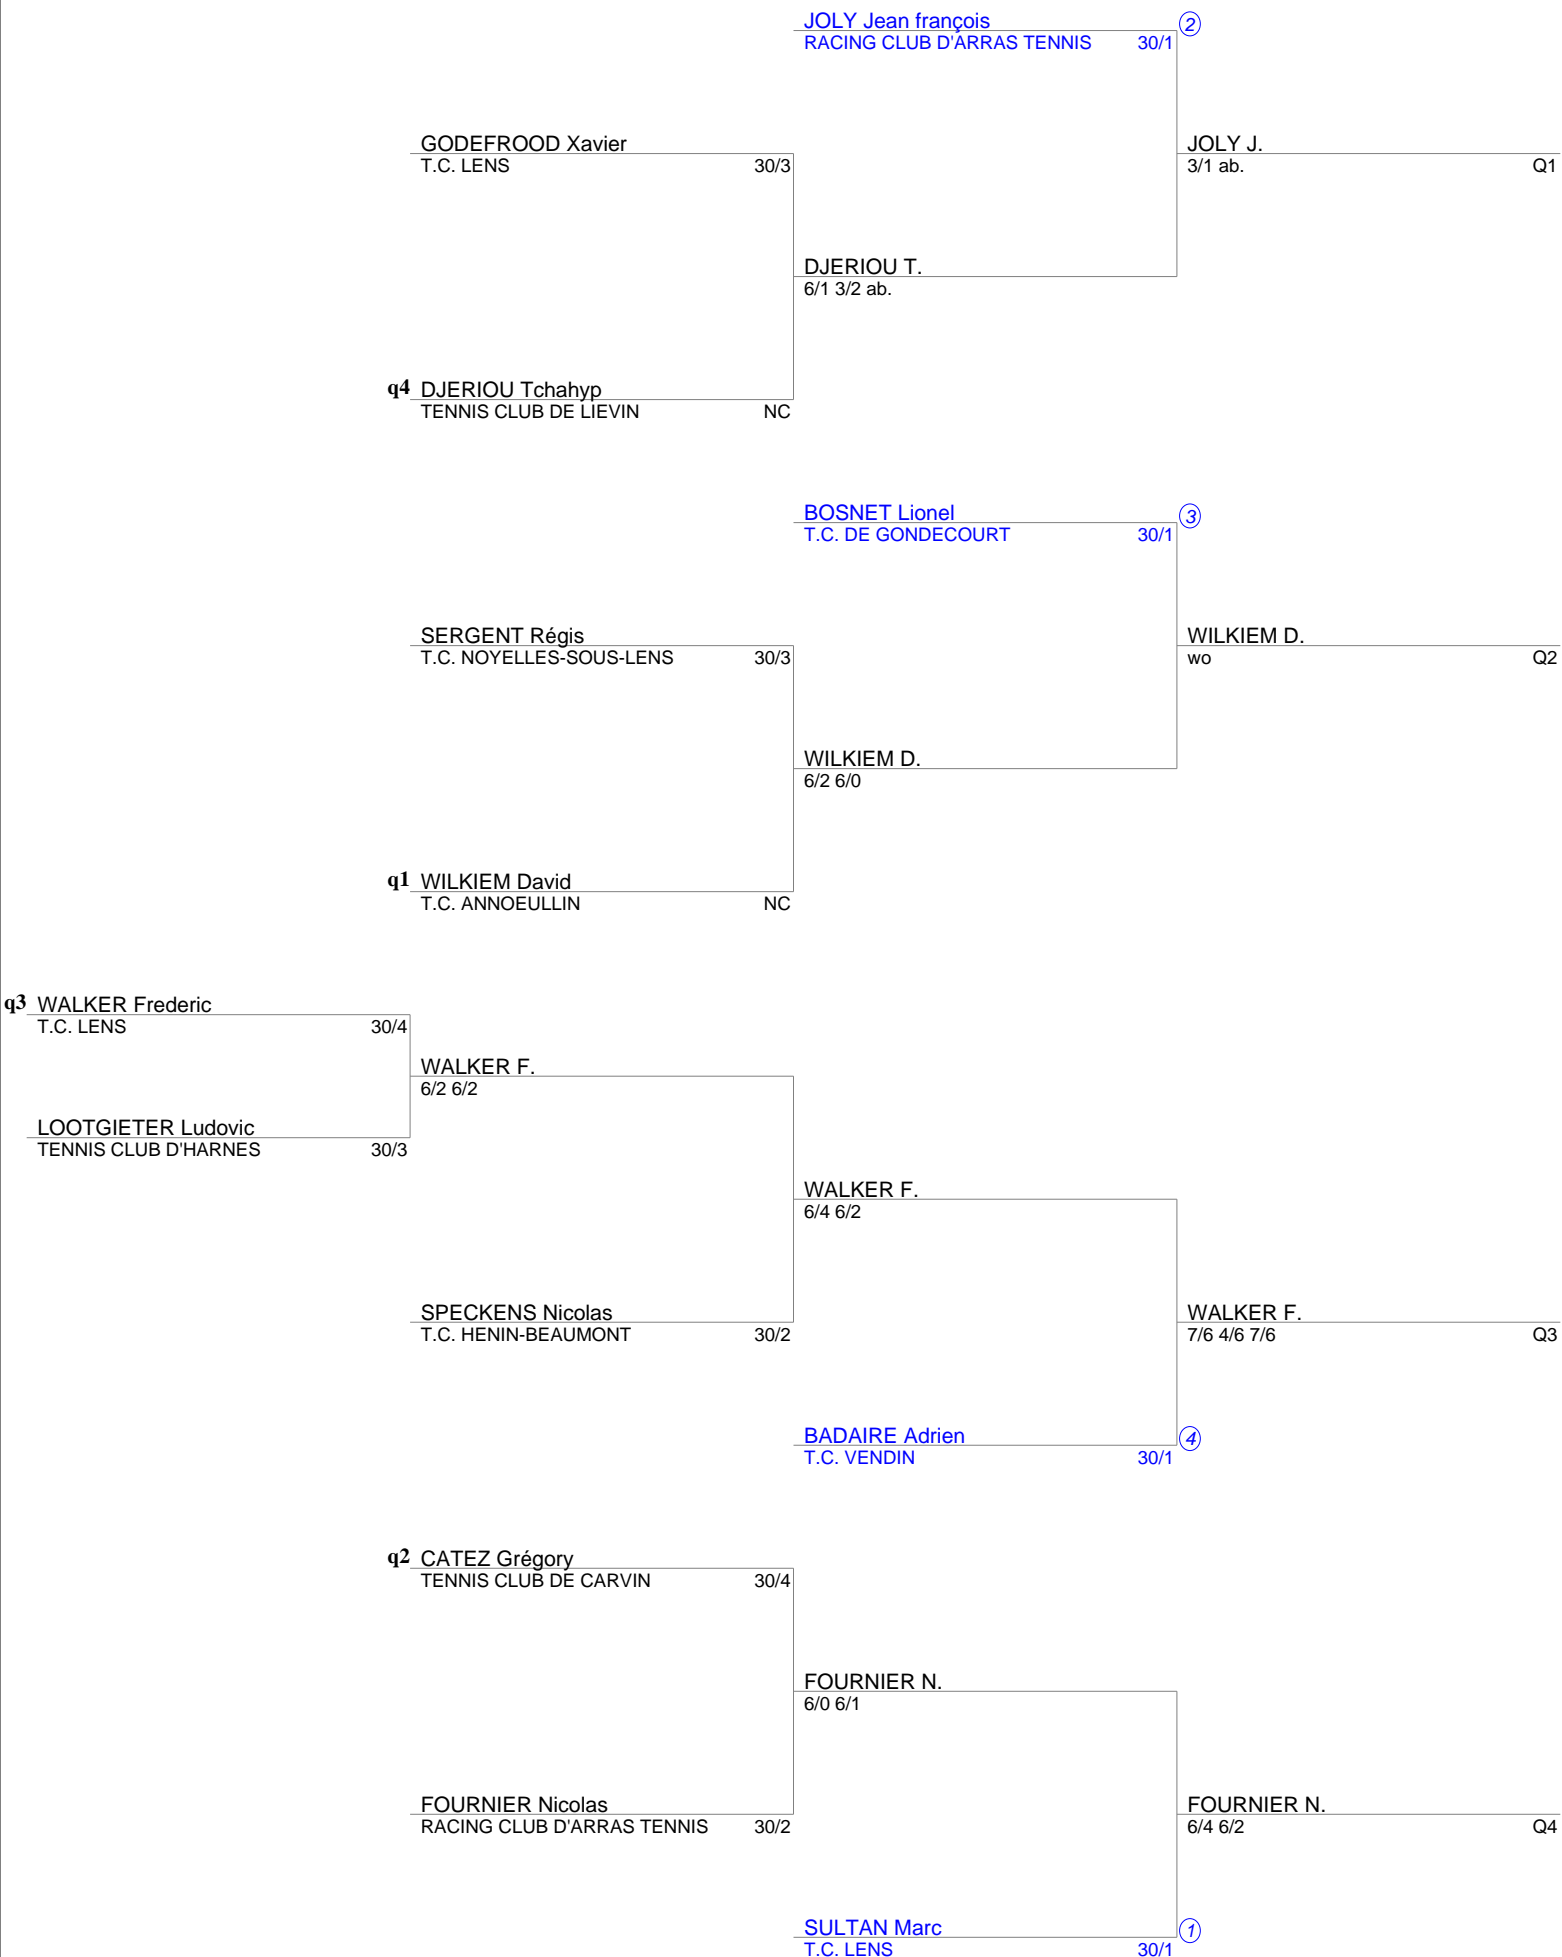 JOLY Jean françois
2
RACING CLUB D'ARRAS TENNIS 30/1
GODEFROOD Xavier
T.C. LENS 30/3
JOLY J.
3/1 ab. Q1
DJERIOU T.
6/1 3/2 ab.
q4 DJERIOU Tchahyp
TENNIS CLUB DE LIEVIN NC
BOSNET Lionel
3
T.C. DE GONDECOURT 30/1
SERGENT Régis
T.C. NOYELLES-SOUS-LENS 30/3
WILKIEM D.
wo Q2
WILKIEM D.
6/2 6/0
q1 WILKIEM David
T.C. ANNOEULLIN NC
q3 WALKER Frederic
T.C. LENS 30/4
WALKER F.
6/2 6/2
LOOTGIETER Ludovic
TENNIS CLUB D'HARNES 30/3
WALKER F.
6/4 6/2
SPECKENS Nicolas
T.C. HENIN-BEAUMONT 30/2
WALKER F.
7/6 4/6 7/6 Q3
BADAIRE Adrien
4
T.C. VENDIN 30/1
q2 CATEZ Grégory
TENNIS CLUB DE CARVIN 30/4
FOURNIER N.
6/0 6/1
FOURNIER Nicolas
RACING CLUB D'ARRAS TENNIS 30/2
FOURNIER N.
6/4 6/2 Q4
SULTAN Marc
1
T.C. LENS 30/1